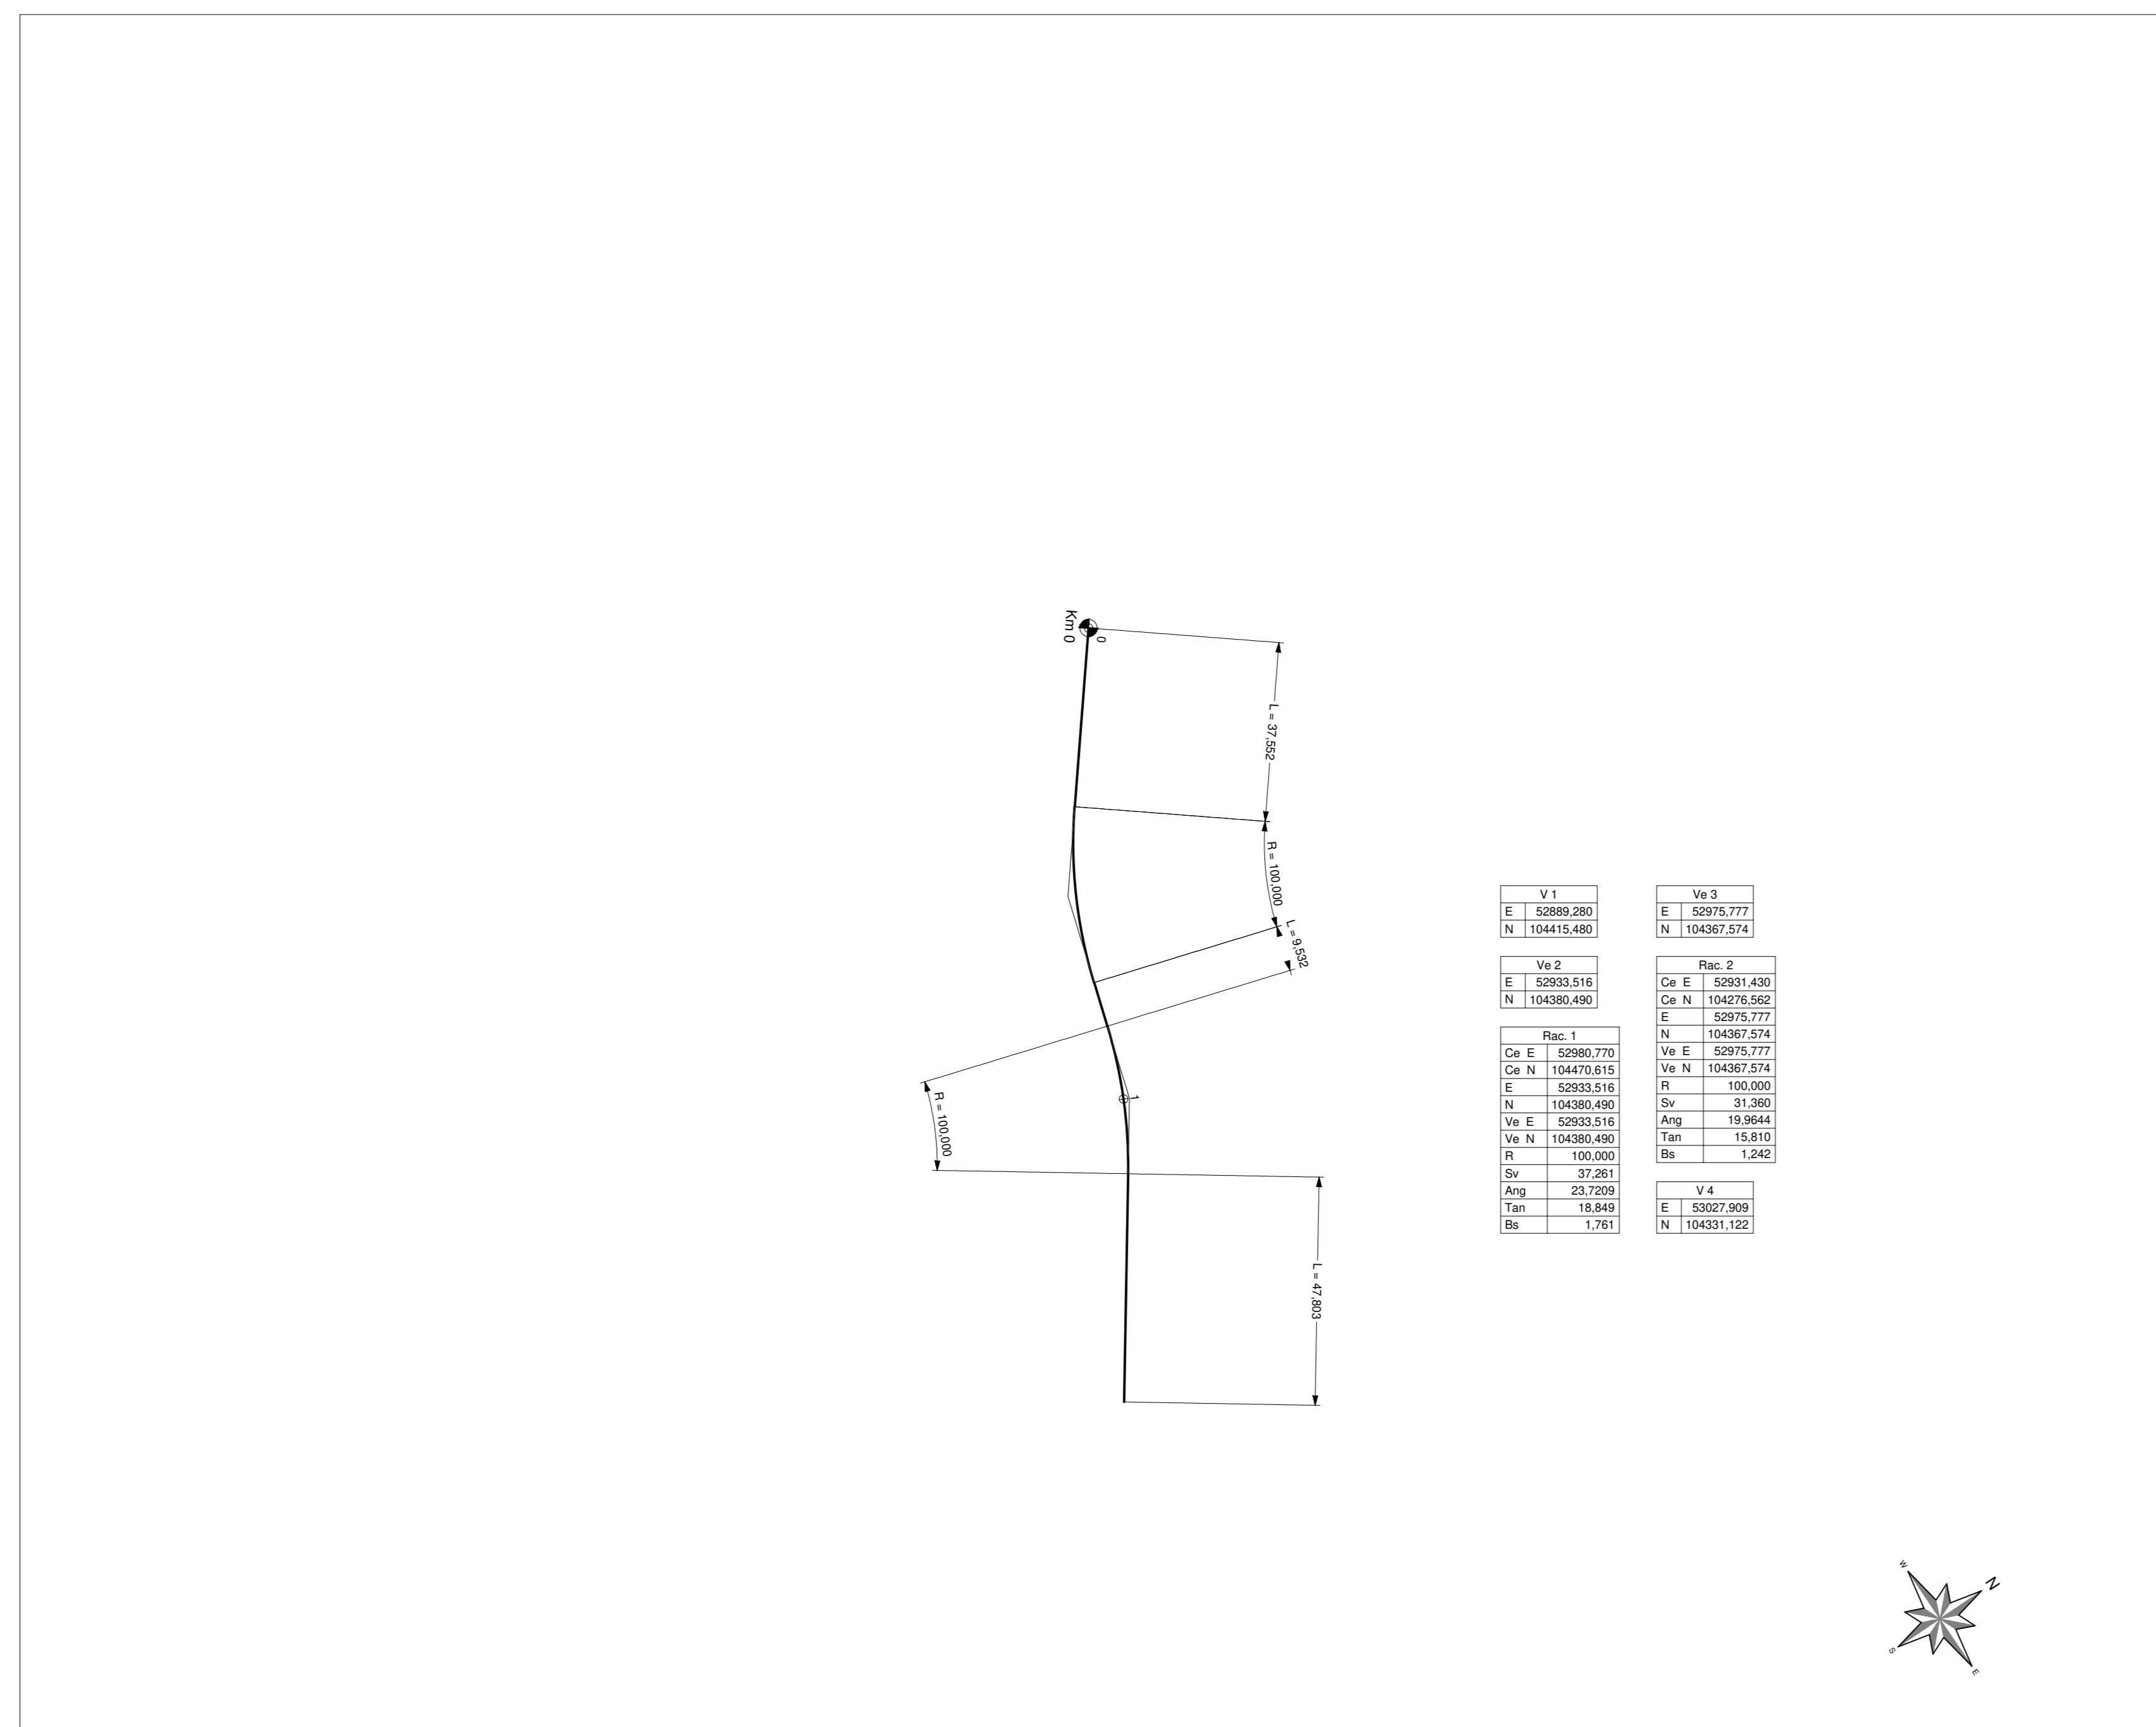 Km 0
0
L = 37,552
R = 100,000
L = 9,532
1
R = 100,000
L = 47,803
V 1
E 52889,280
N 104415,480
Ve 2
E 52933,516
N 104380,490
Rac. 1
Ce E 52980,770
Ce N 104470,615
E 52933,516
N 104380,490
Ve E 52933,516
Ve N 104380,490
R 100,000
Sv 37,261
Ang 23,7209
Tan 18,849
Bs 1,761
Ve 3
E 52975,777
N 104367,574
Rac. 2
Ce E 52931,430
Ce N 104276,562
E 52975,777
N 104367,574
Ve E 52975,777
Ve N 104367,574
R 100,000
Sv 31,360
Ang 19,9644
Tan 15,810
Bs 1,242
V 4
E 53027,909
N 104331,122
W
N
S
E